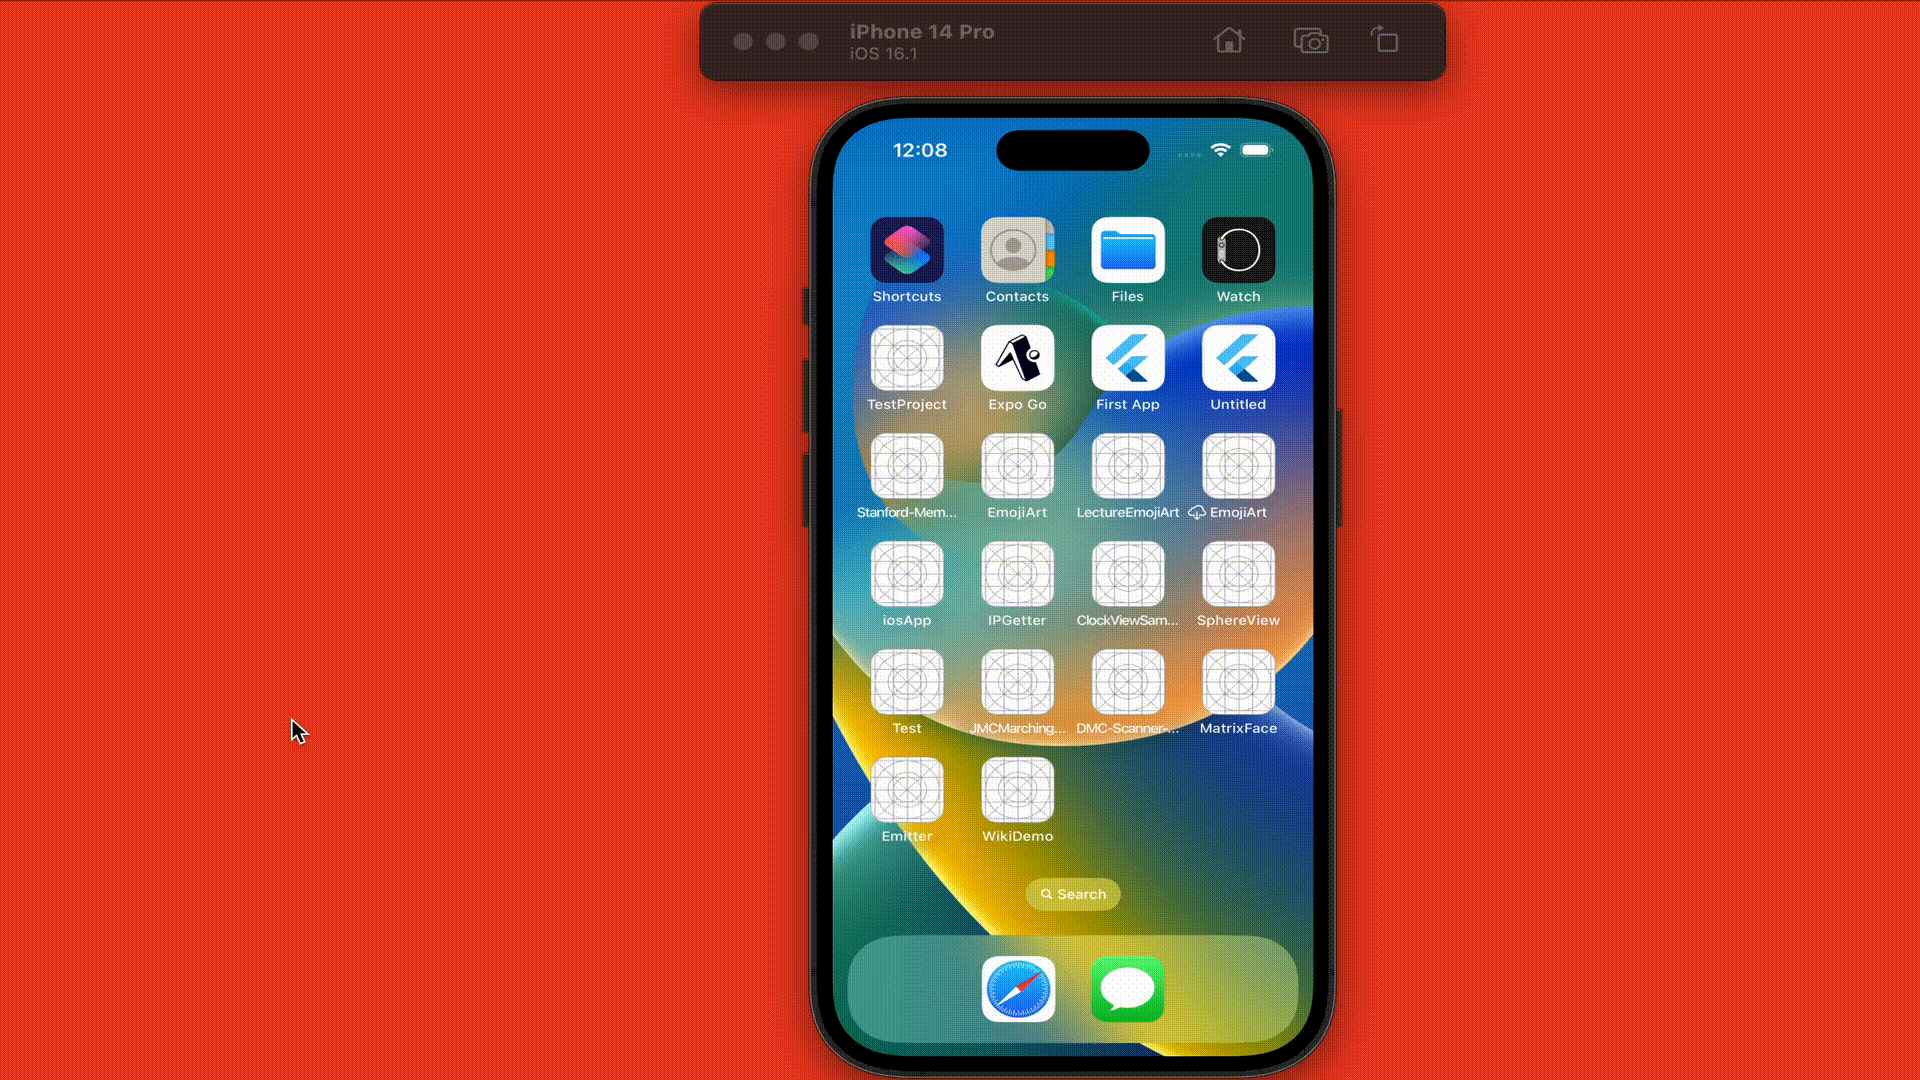 iPhone 14 Pro
iOS 16.1
12:08
Shortcuts
Contacts
Files
Watch
TestProject
Expo Go
First App
Untitled
Stanford-Mem...
EmojiArt
LectureEmojiArt
EmojiArt
iosApp
IPGetter
ClockViewSam...
SphereView
Test
JMCMarching...
DMC-Scanner-...
MatrixFace
Emitter
WikiDemo
Search